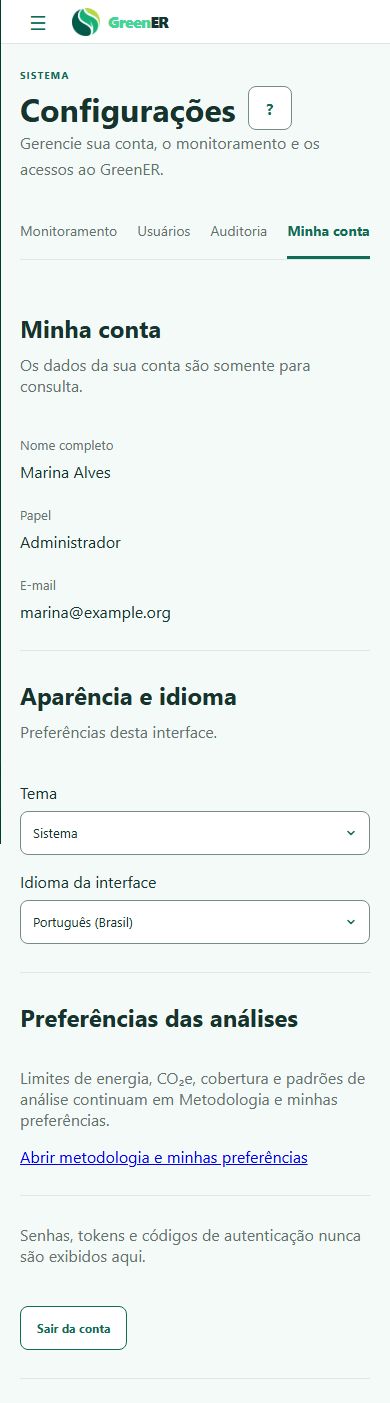 GreenER
SISTEMA
Configurações ?
Gerencie sua conta, o monitoramento e os
acessos ao GreenER.
Monitoramento Usuários Auditoria Minha conta
Minha conta
Os dados da sua conta são somente para
consulta.
Nome completo
Marina Alves
Papel
Administrador
E-mail
marina@example.org
Aparência e idioma
Preferências desta interface.
Tema
Sistema
Idioma da interface
Português (Brasil)
Preferências das análises
Limites de energia, CO₂e, cobertura e padrões de
análise continuam em Metodologia e minhas
preferências.
Abrir metodologia e minhas preferências
Senhas, tokens e códigos de autenticação nunca
são exibidos aqui.
Sair da conta